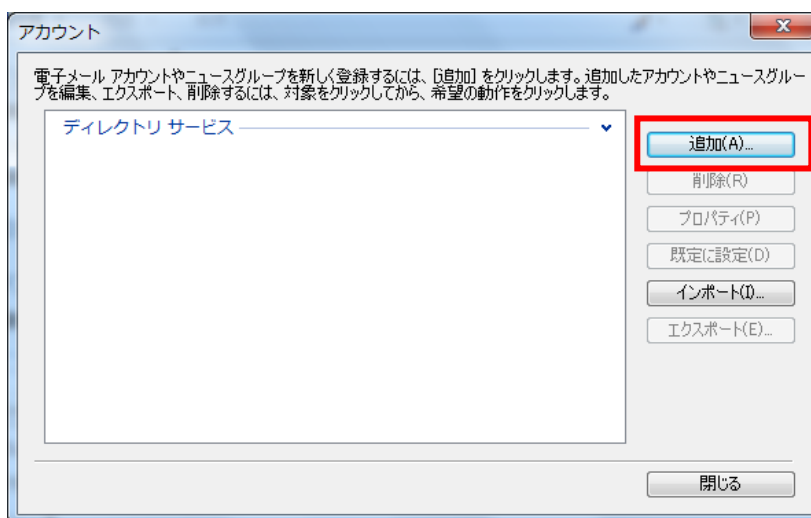 アカウント
電子メール アカウントやニュースグループを新しく登録するには、[追加] をクリックします。追加したアカウントやニュースグルー
プを編集、エクスポート、削除するには、対象をクリックしてから、希望の動作をクリックします。
ディレクトリ サービス
追加(A)...
削除(R)
プロパティ(P)
既定に設定(D)
インポート(I)...
エクスポート(E)...
閉じる